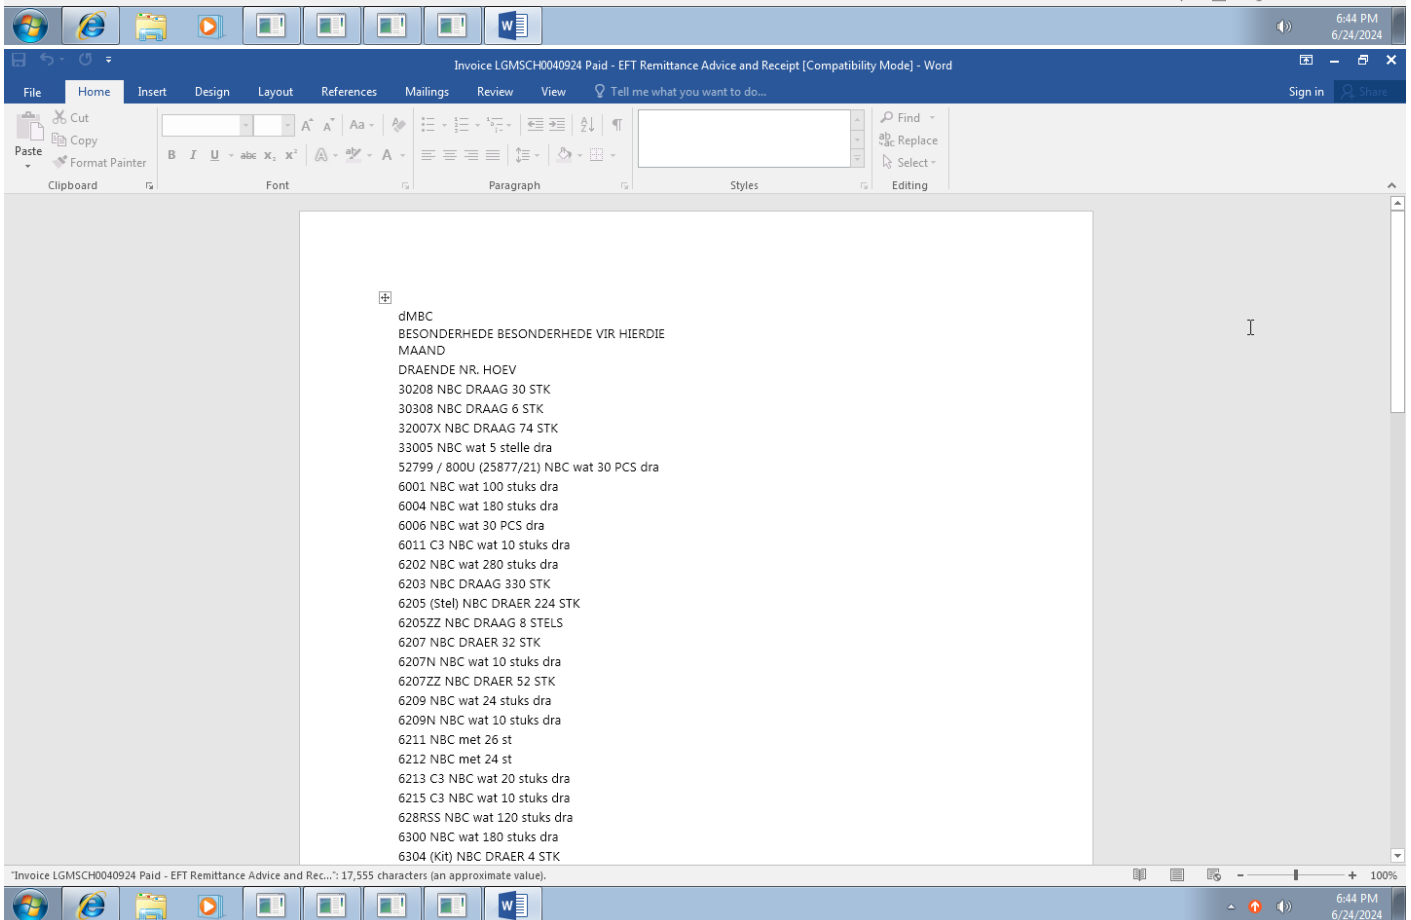 6:44 PM
6/24/2024
Invoice LGMSCH0040924 Paid - EFT Remittance Advice and Receipt [Compatibility Mode] - Word
File Home Insert Design Layout References Mailings Review View Tell me what you want to do... Sign in Share
Cut
Copy
Paste
Format Painter
Clipboard
Font
Paragraph
Styles
Find
Replace
Select
Editing
dMBC
BESONDERHEDE BESONDERHEDE VIR HIERDIE
MAAND
DRAENDE NR. HOEV
30208 NBC DRAAG 30 STK
30308 NBC DRAAG 6 STK
32007X NBC DRAAG 74 STK
33005 NBC wat 5 stelle dra
52799 / 800U (25877/21) NBC wat 30 PCS dra
6001 NBC wat 100 stuks dra
6004 NBC wat 180 stuks dra
6006 NBC wat 30 PCS dra
6011 C3 NBC wat 10 stuks dra
6202 NBC wat 280 stuks dra
6203 NBC DRAAG 330 STK
6205 (Stel) NBC DRAER 224 STK
6205ZZ NBC DRAAG 8 STELS
6207 NBC DRAER 32 STK
6207N NBC wat 10 stuks dra
6207ZZ NBC DRAER 52 STK
6209 NBC wat 24 stuks dra
6209N NBC wat 10 stuks dra
6211 NBC met 26 st
6212 NBC met 24 st
6213 C3 NBC wat 20 stuks dra
6215 C3 NBC wat 10 stuks dra
628RSS NBC wat 120 stuks dra
6300 NBC wat 180 stuks dra
6304 (Kit) NBC DRAER 4 STK
"Invoice LGMSCH0040924 Paid - EFT Remittance Advice and Rec...": 17,555 characters (an approximate value).
100%
6:44 PM
6/24/2024